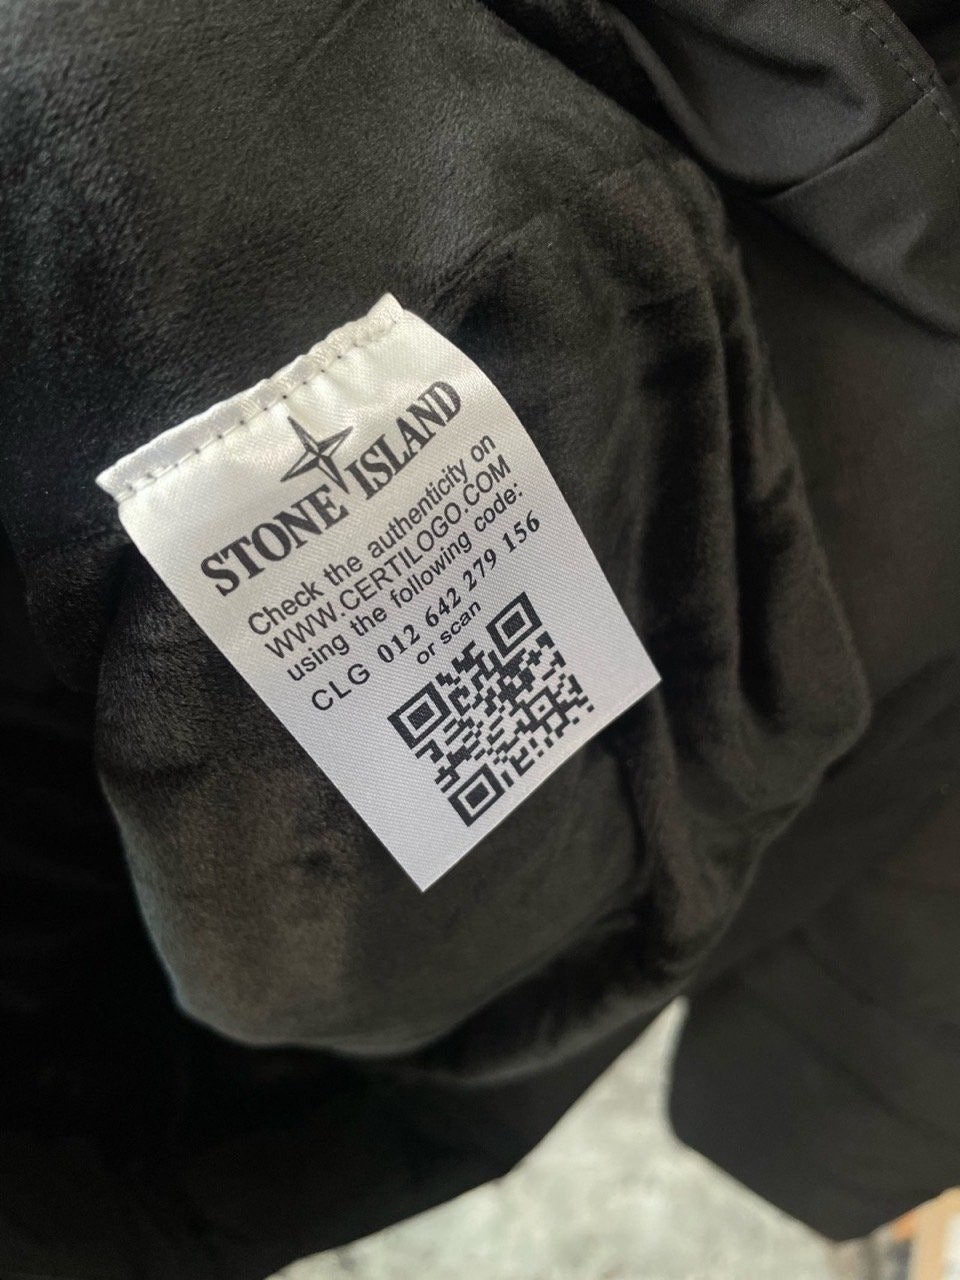 STONE ISLAND
Check the authenticity on
WWW.CERTILOGO.COM
using the following code:
CLG 012 642 279 156
or scan